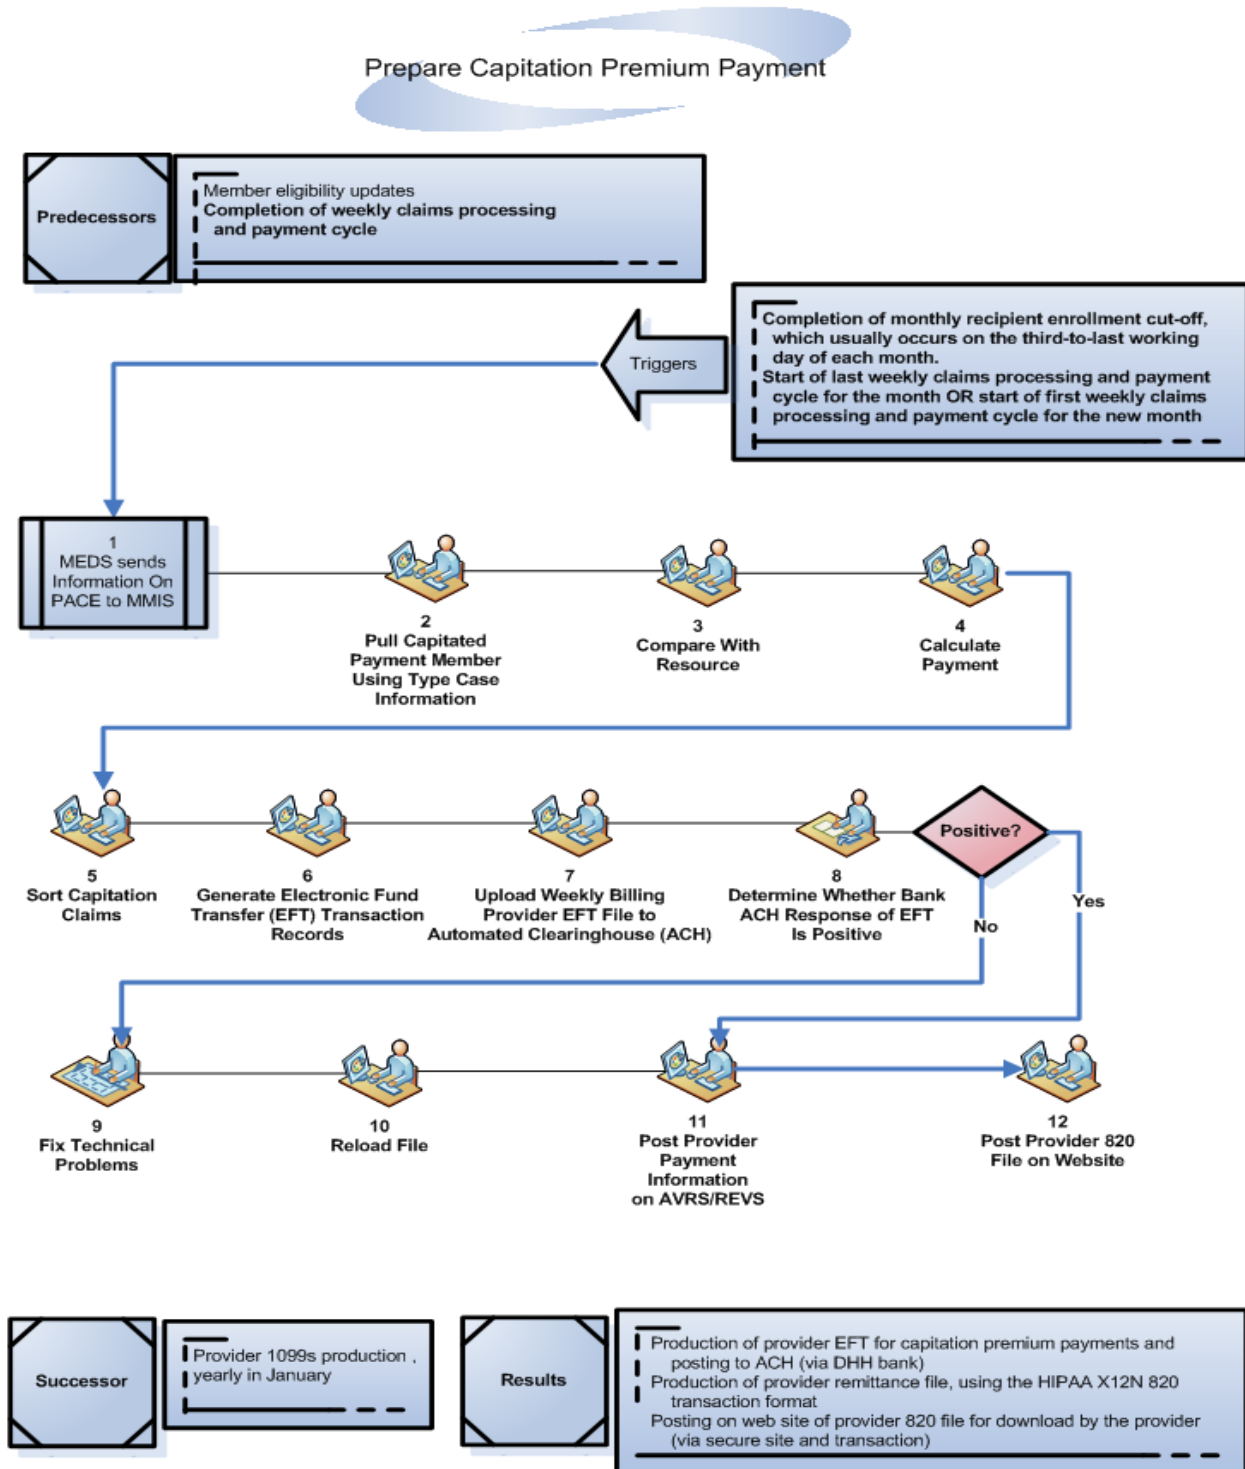 Prepare Capitation Premium Payment
Predecessors
Member eligibility updates
Completion of weekly claims processing
and payment cycle
Triggers
Completion of monthly recipient enrollment cut-off,
which usually occurs on the third-to-last working
day of each month.
Start of last weekly claims processing and payment
cycle for the month OR start of first weekly claims
processing and payment cycle for the new month
1
MEDS sends
Information On
PACE to MMIS
2
Pull Capitated
Payment Member
Using Type Case
Information
3
Compare With
Resource
4
Calculate
Payment
5
Sort Capitation
Claims
6
Generate Electronic Fund
Transfer (EFT) Transaction
Records
7
Upload Weekly Billing
Provider EFT File to
Automated Clearinghouse (ACH)
8
Determine Whether Bank
ACH Response of EFT
Is Positive
Positive?
Yes
No
9
Fix Technical
Problems
10
Reload File
11
Post Provider
Payment
Information
on AVRS/REVS
12
Post Provider 820
File on Website
Successor
Provider 1099s production ,
yearly in January
Results
Production of provider EFT for capitation premium payments and
posting to ACH (via DHH bank)
Production of provider remittance file, using the HIPAA X12N 820
transaction format
Posting on web site of provider 820 file for download by the provider
(via secure site and transaction)